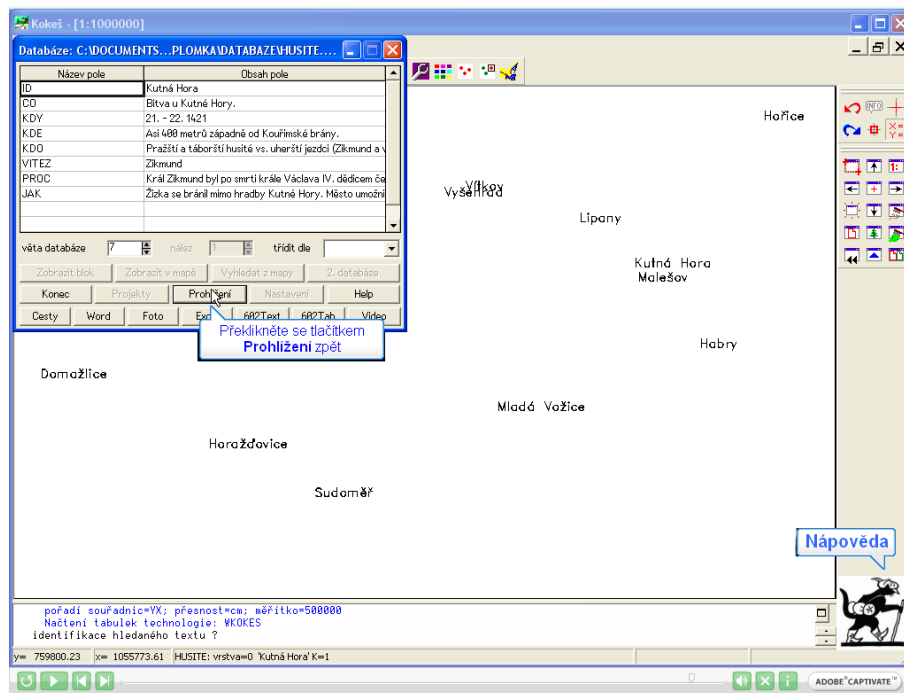 Kokeš - [1:1000000]
Databáze: C:\DOCUMENTS...PLOMKA\DATABAZE\HUSITE....
Název pole Obsah pole
ID Kutná Hora
CO Bitva u Kutné Hory.
KDY 21. - 22. 1421
KDE Asi 400 metrů západně od Kouřimské brány.
KDO Pražští a táborští husité vs. uherští jezdci (Zikmund a v
VITEZ Zikmund
PROC Král Zikmund byl po smrti krále Václava IV. dědicem če
JAK Žizka se bránil mimo hradby Kutné Hory. Město umožni
věta databáze 7 nález 1 třídit dle
Zobrazit blok Zobrazit v mapě Vyhledat z mapy 2. databáze
Konec Projekty Prohlížení Nastavení Help
Cesty Word Foto 602Text 602Tab Video
Překlikněte se tlačítkem
Prohlížení zpět
INFO
X=
Y=
1:
Hořice
Vítkov
Vyšehrad
Lipany
Kutná Hora
Malešov
Habry
Domažlice
Mladá Vožice
Horažďovice
Sudoměř
Nápověda
pořadí souřadnic=YX; přesnost=cm; měřítko=500000
Načtení tabulek technologie: WKOKES
identifikace hledaného textu ?
y= 759800.23 x= 1055773.61 HUSITE: vrstva=0 'Kutná Hora' K=1
ADOBE® CAPTIVATE™